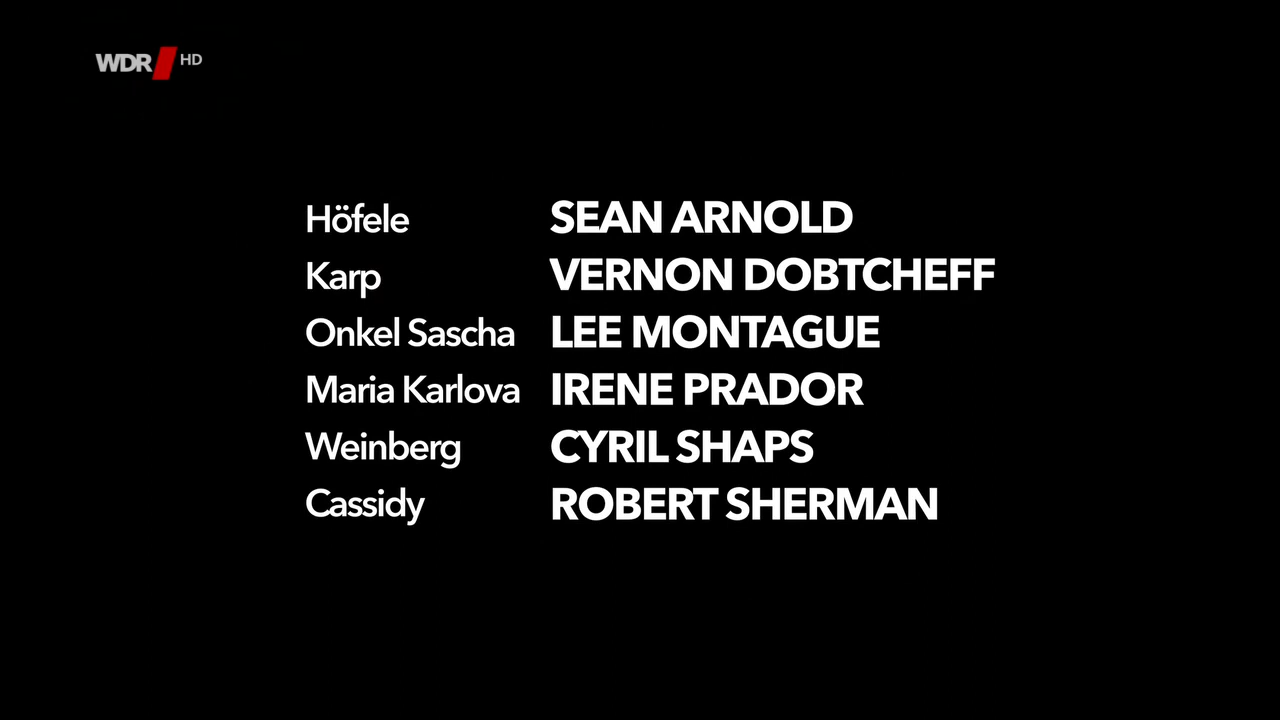 WDR HD
Höfele SEAN ARNOLD
Karp VERNON DOBTCHEFF
Onkel Sascha LEE MONTAGUE
Maria Karlova IRENE PRADOR
Weinberg CYRIL SHAPS
Cassidy ROBERT SHERMAN